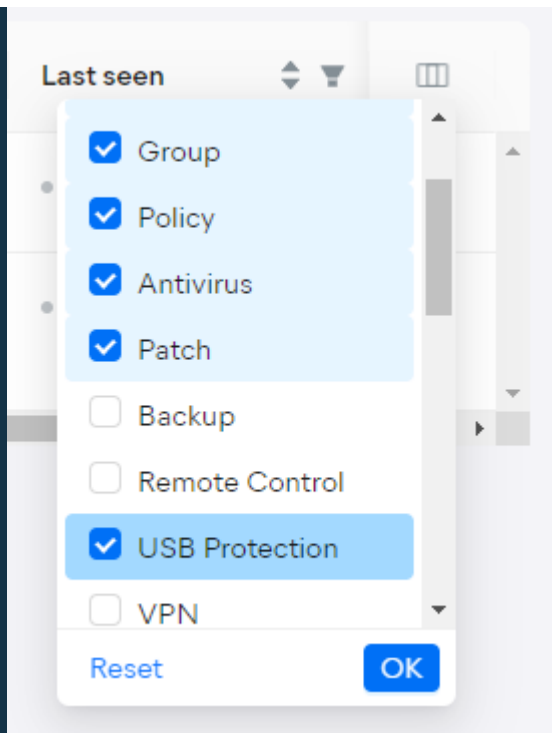 Last seen
Group
Policy
Antivirus
Patch
Backup
Remote Control
USB Protection
VPN
Reset
OK